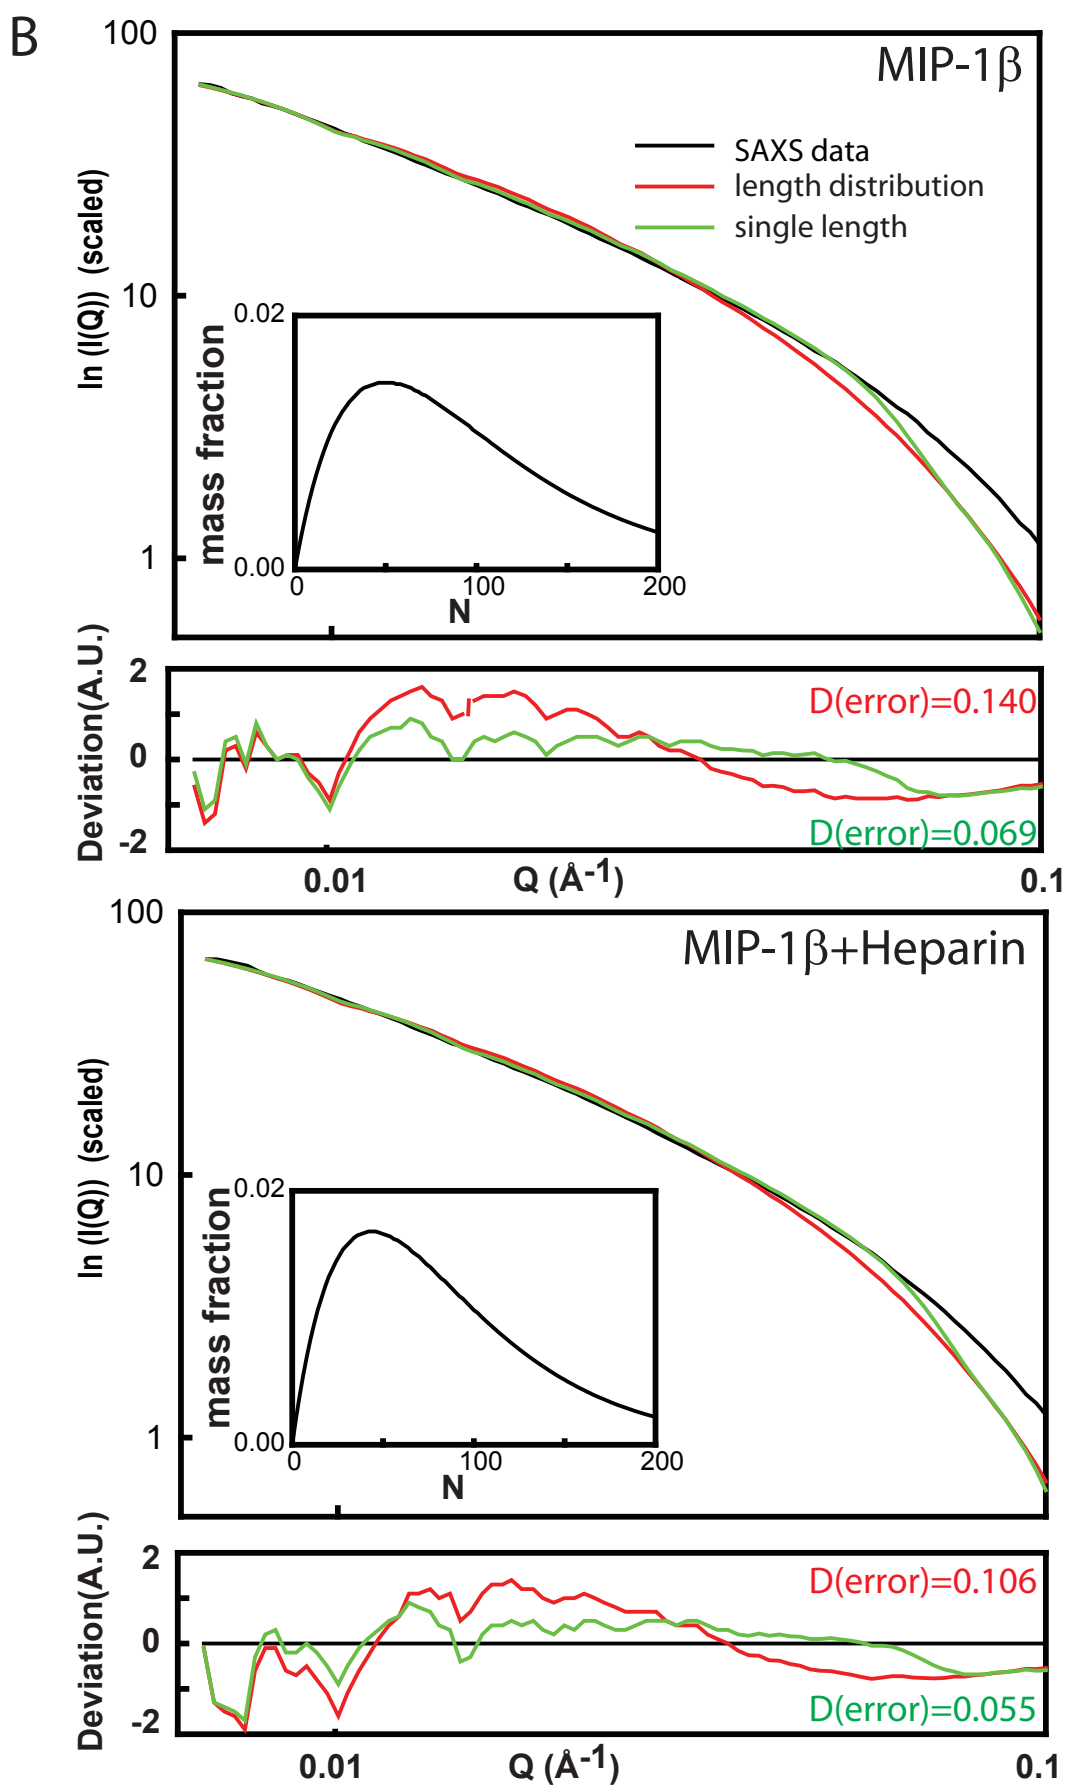 B
100
MIP-1β
SAXS data
length distribution
single length
ln (I(Q)) (scaled)
10
0.02
mass fraction
0.00
0
100
200
N
1
Deviation(A.U.)
2
0
-2
D(error)=0.140
D(error)=0.069
0.01
Q (Å-1)
0.1
100
MIP-1β+Heparin
ln (I(Q)) (scaled)
10
0.02
mass fraction
0.00
0
100
200
N
1
Deviation(A.U.)
2
0
-2
D(error)=0.106
D(error)=0.055
0.01
Q (Å-1)
0.1